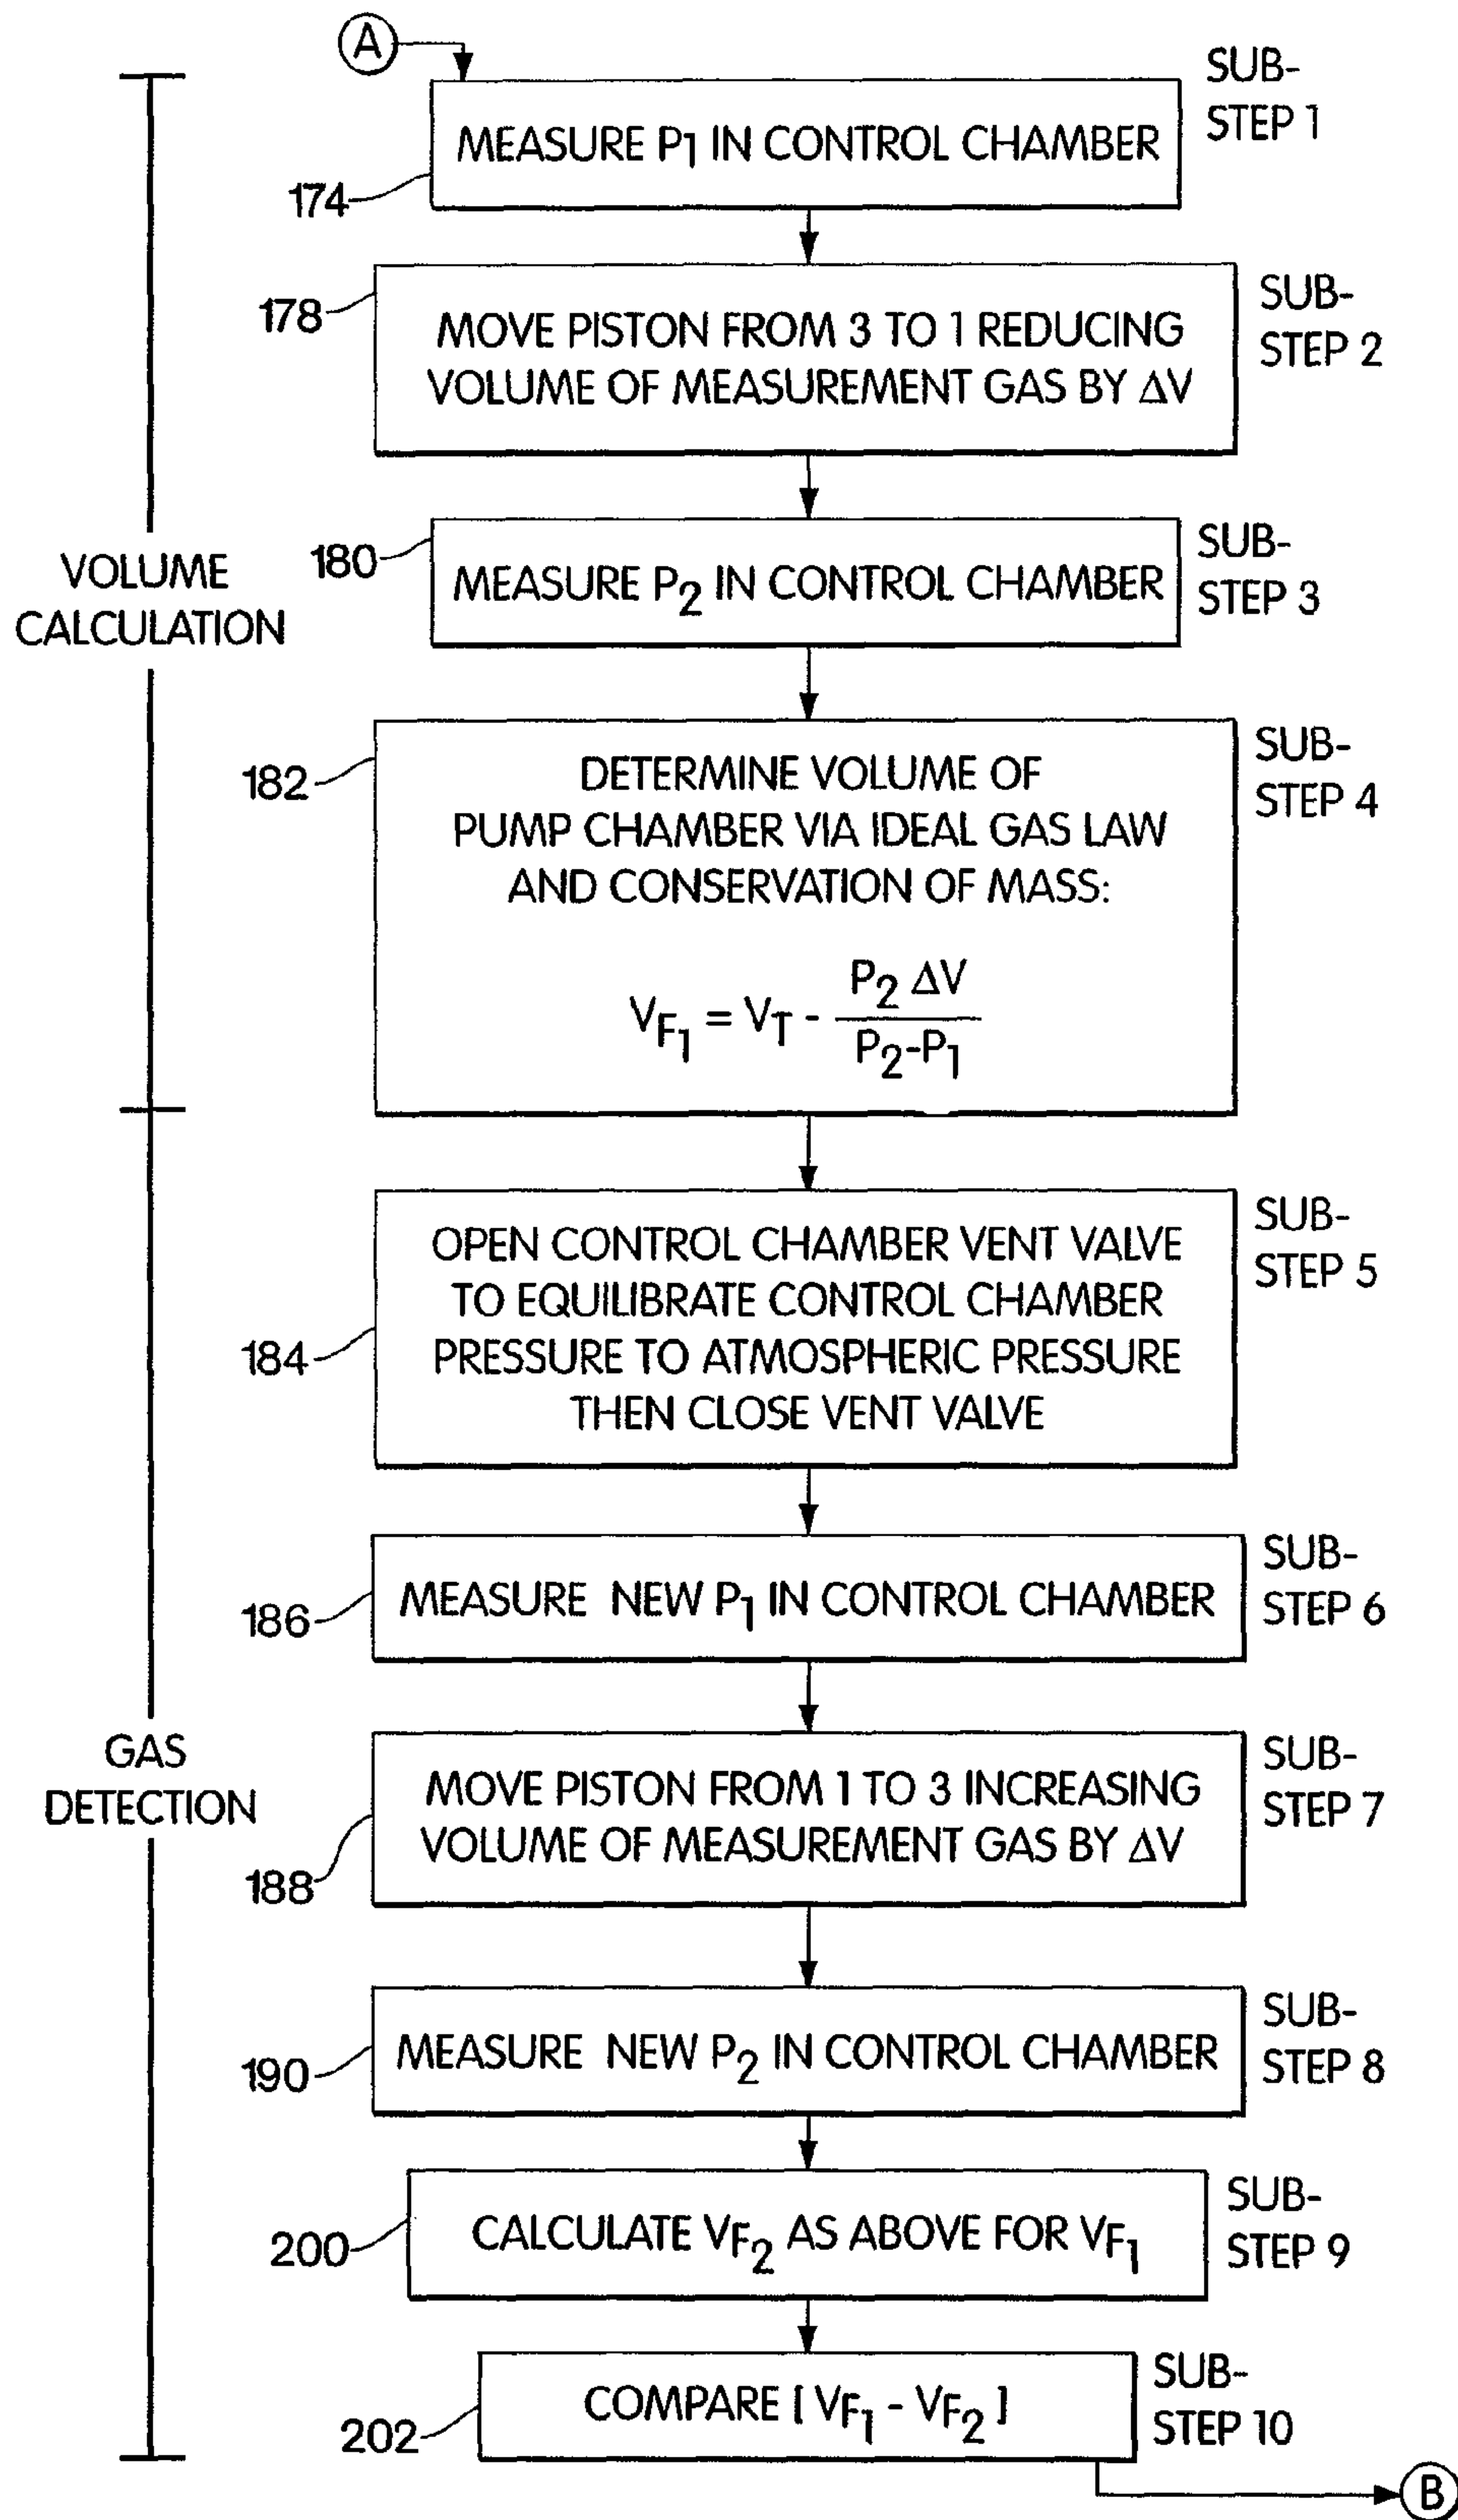 A
SUB-
STEP 1
MEASURE P1 IN CONTROL CHAMBER
174
SUB-
STEP 2
178
MOVE PISTON FROM 3 TO 1 REDUCING
VOLUME OF MEASUREMENT GAS BY ΔV
SUB-
STEP 3
180
MEASURE P2 IN CONTROL CHAMBER
VOLUME
CALCULATION
SUB-
STEP 4
182
DETERMINE VOLUME OF
PUMP CHAMBER VIA IDEAL GAS LAW
AND CONSERVATION OF MASS:
P2 ΔV
VF1 = VT -
P2-P1
SUB-
STEP 5
OPEN CONTROL CHAMBER VENT VALVE
TO EQUILIBRATE CONTROL CHAMBER
PRESSURE TO ATMOSPHERIC PRESSURE
THEN CLOSE VENT VALVE
184
SUB-
STEP 6
MEASURE NEW P1 IN CONTROL CHAMBER
186
GAS
DETECTION
SUB-
STEP 7
MOVE PISTON FROM 1 TO 3 INCREASING
VOLUME OF MEASUREMENT GAS BY ΔV
188
SUB-
STEP 8
MEASURE NEW P2 IN CONTROL CHAMBER
190
SUB-
STEP 9
CALCULATE VF2 AS ABOVE FOR VF1
200
SUB-
STEP 10
COMPARE [ VF1 - VF2 ]
202
B